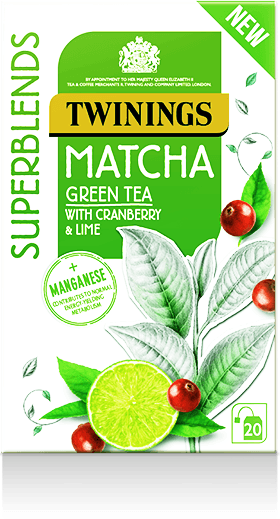 NEW
SUPERBLENDS
BY APPOINTMENT TO HER MAJESTY QUEEN ELIZABETH II
TEA & COFFEE MERCHANTS R. TWINING AND COMPANY LIMITED, LONDON.
TWININGS
MATCHA
GREEN TEA
WITH CRANBERRY
& LIME
+
MANGANESE
CONTRIBUTES TO NORMAL
ENERGY-YIELDING
METABOLISM
20